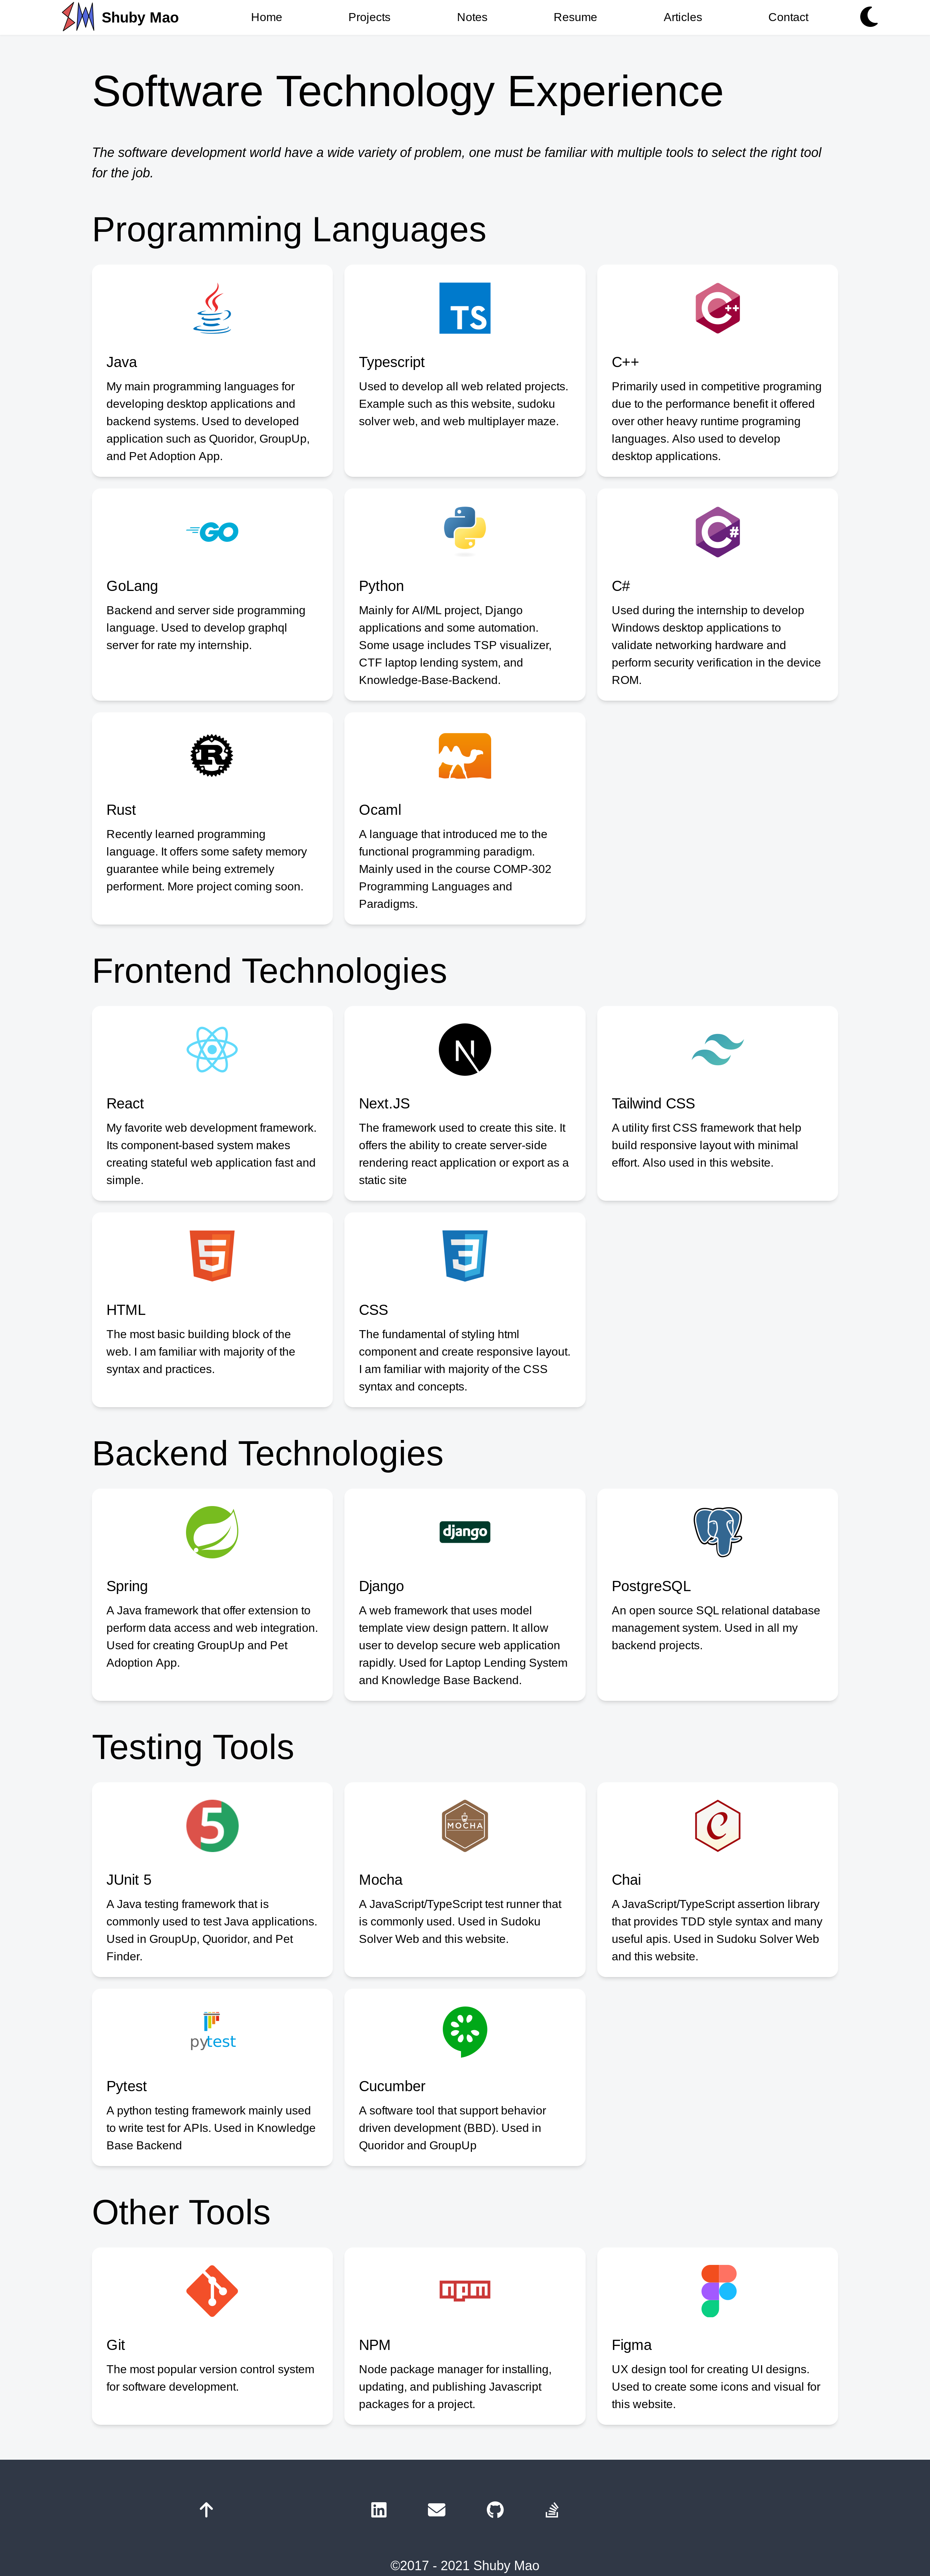 Shuby Mao
Home
Projects
Notes
Resume
Articles
Contact
Software Technology Experience
The software development world have a wide variety of problem, one must be familiar with multiple tools to select the right tool
for the job.
Programming Languages
TS
C++
Java
Typescript
C++
My main programming languages for
developing desktop applications and
backend systems. Used to developed
application such as Quoridor, GroupUp,
and Pet Adoption App.
Used to develop all web related projects.
Example such as this website, sudoku
solver web, and web multiplayer maze.
Primarily used in competitive programing
due to the performance benefit it offered
over other heavy runtime programing
languages. Also used to develop
desktop applications.
GO
C#
GoLang
Python
C#
Backend and server side programming
language. Used to develop graphql
server for rate my internship.
Mainly for AI/ML project, Django
applications and some automation.
Some usage includes TSP visualizer,
CTF laptop lending system, and
Knowledge-Base-Backend.
Used during the internship to develop
Windows desktop applications to
validate networking hardware and
perform security verification in the device
ROM.
R
Rust
Ocaml
Recently learned programming
language. It offers some safety memory
guarantee while being extremely
performent. More project coming soon.
A language that introduced me to the
functional programming paradigm.
Mainly used in the course COMP-302
Programming Languages and
Paradigms.
Frontend Technologies
N
React
Next.JS
Tailwind CSS
My favorite web development framework.
Its component-based system makes
creating stateful web application fast and
simple.
The framework used to create this site. It
offers the ability to create server-side
rendering react application or export as a
static site
A utility first CSS framework that help
build responsive layout with minimal
effort. Also used in this website.
5
3
HTML
CSS
The most basic building block of the
web. I am familiar with majority of the
syntax and practices.
The fundamental of styling html
component and create responsive layout.
I am familiar with majority of the CSS
syntax and concepts.
Backend Technologies
django
Spring
Django
PostgreSQL
A Java framework that offer extension to
perform data access and web integration.
Used for creating GroupUp and Pet
Adoption App.
A web framework that uses model
template view design pattern. It allow
user to develop secure web application
rapidly. Used for Laptop Lending System
and Knowledge Base Backend.
An open source SQL relational database
management system. Used in all my
backend projects.
Testing Tools
5
MOCHA
C
JUnit 5
Mocha
Chai
A Java testing framework that is
commonly used to test Java applications.
Used in GroupUp, Quoridor, and Pet
Finder.
A JavaScript/TypeScript test runner that
is commonly used. Used in Sudoku
Solver Web and this website.
A JavaScript/TypeScript assertion library
that provides TDD style syntax and many
useful apis. Used in Sudoku Solver Web
and this website.
pytest
Pytest
Cucumber
A python testing framework mainly used
to write test for APIs. Used in Knowledge
Base Backend
A software tool that support behavior
driven development (BBD). Used in
Quoridor and GroupUp
Other Tools
npm
Git
NPM
Figma
The most popular version control system
for software development.
Node package manager for installing,
updating, and publishing Javascript
packages for a project.
UX design tool for creating UI designs.
Used to create some icons and visual for
this website.
in
©2017 - 2021 Shuby Mao